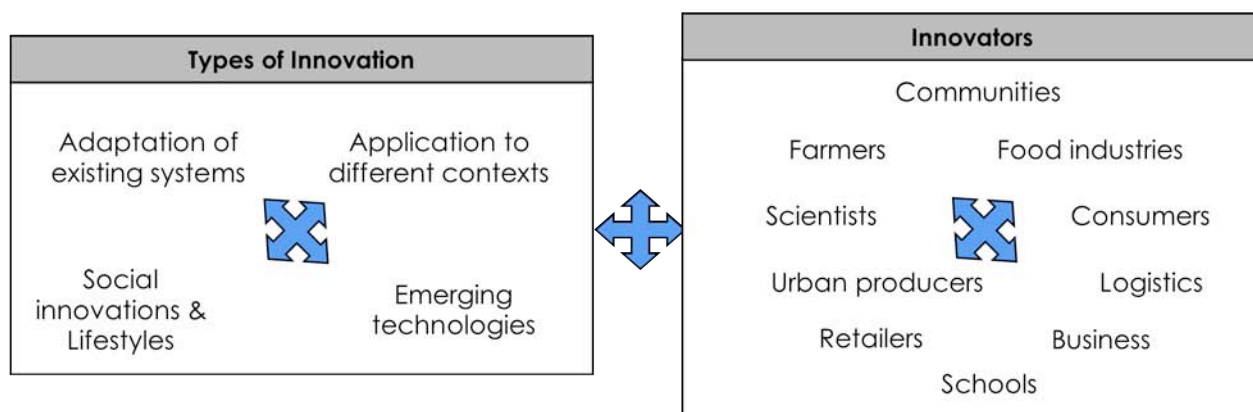 Types of Innovation
Adaptation of
existing systems
Application to
different contexts
Social
innovations &
Lifestyles
Emerging
technologies
Innovators
Communities
Farmers
Food industries
Scientists
Consumers
Urban producers
Logistics
Retailers
Business
Schools